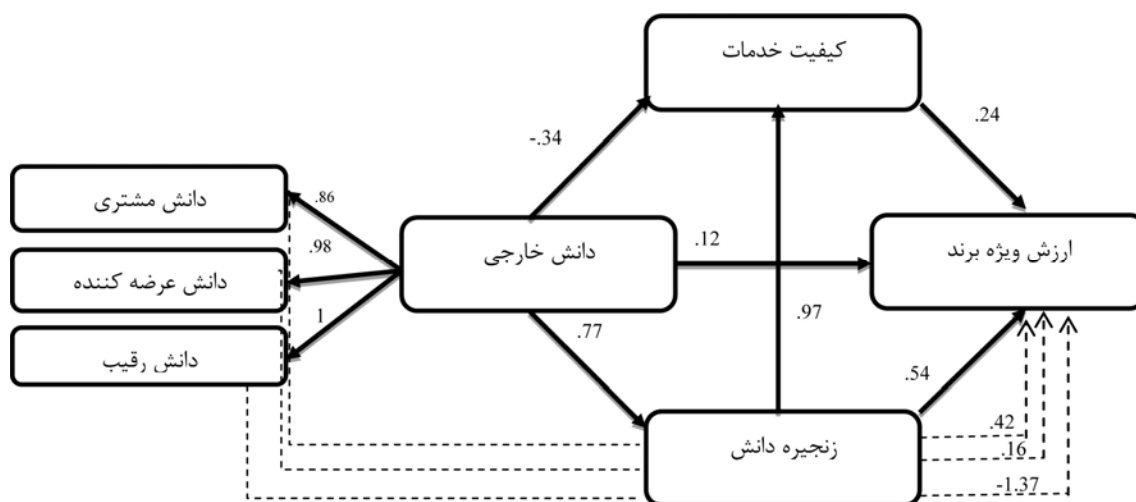 کیفیت خدمات
-.34
.24
دانش مشتری
.86
دانش خارجی
.12
ارزش ویژه برند
دانش عرضه کننده
.98
دانش رقیب
1
.77
.97
.54
زنجیره دانش
.42
.16
-1.37